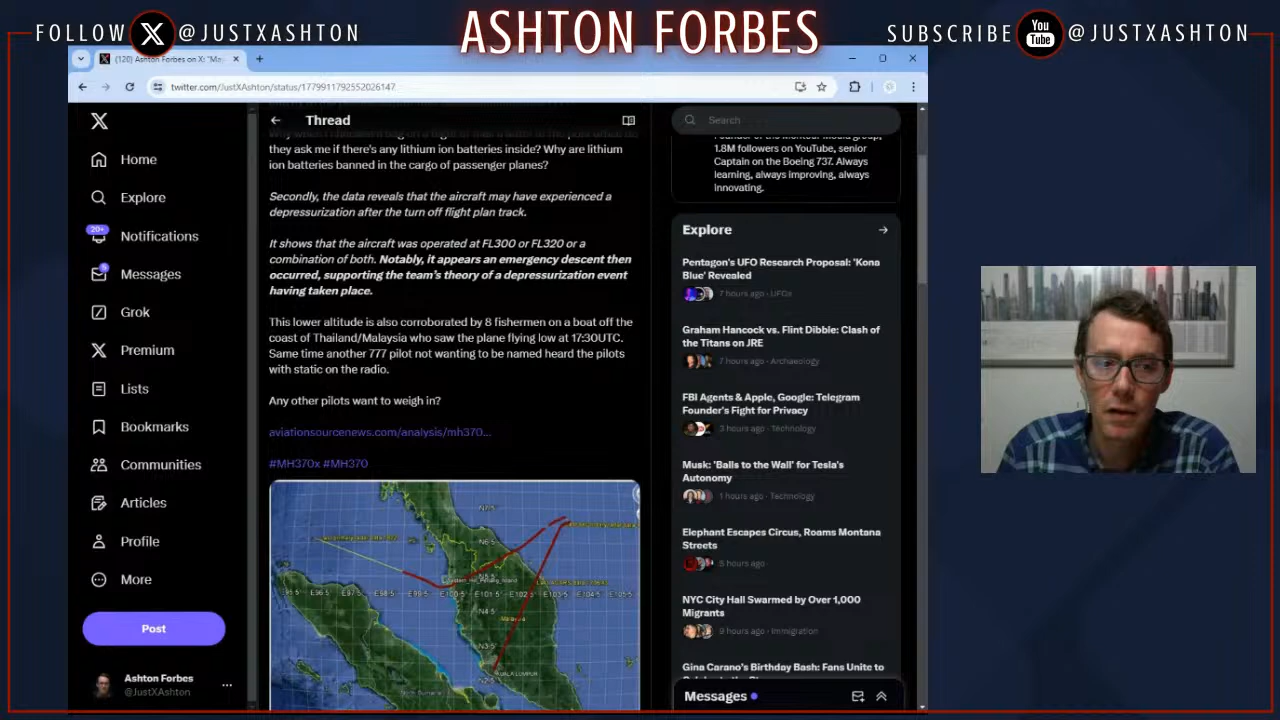 FOLLOW X @JUSTXASHTON
ASHTON FORBES
SUBSCRIBE You Tube @JUSTXASHTON
(120) Ashton Forbes on X: "Ma
twitter.com/JustXAshton/status/1779911792552026147
Home
Explore
20+
Notifications
Messages
Grok
Premium
Lists
Bookmarks
Communities
Articles
Profile
More
Post
Ashton Forbes
@JustXAshton
Thread
they ask me if there's any lithium ion batteries inside? Why are lithium
ion batteries banned in the cargo of passenger planes?
Secondly, the data reveals that the aircraft may have experienced a
depressurization after the turn off flight plan track.
It shows that the aircraft was operated at FL300 or FL320 or a
combination of both. Notably, it appears an emergency descent then
occurred, supporting the team's theory of a depressurization event
having taken place.
This lower altitude is also corroborated by 8 fishermen on a boat off the
coast of Thailand/Malaysia who saw the plane flying low at 17:30UTC.
Same time another 777 pilot not wanting to be named heard the pilots
with static on the radio.
Any other pilots want to weigh in?
aviationsourcenews.com/analysis/mh370...
#MH370x #MH370
Malaysia
KUALA LUMPUR
Search
1.8M followers on YouTube, senior
Captain on the Boeing 737. Always
learning, always improving, always
innovating.
Explore
Pentagon's UFO Research Proposal: 'Kona
Blue' Revealed
7 hours ago · UFOs
Graham Hancock vs. Flint Dibble: Clash of
the Titans on JRE
7 hours ago · Archaeology
FBI Agents & Apple, Google: Telegram
Founder's Fight for Privacy
3 hours ago · Technology
Musk: 'Balls to the Wall' for Tesla's
Autonomy
1 hours ago · Technology
Elephant Escapes Circus, Roams Montana
Streets
5 hours ago
NYC City Hall Swarmed by Over 1,000
Migrants
9 hours ago · Immigration
Gina Carano's Birthday Bash: Fans Unite to
Messages